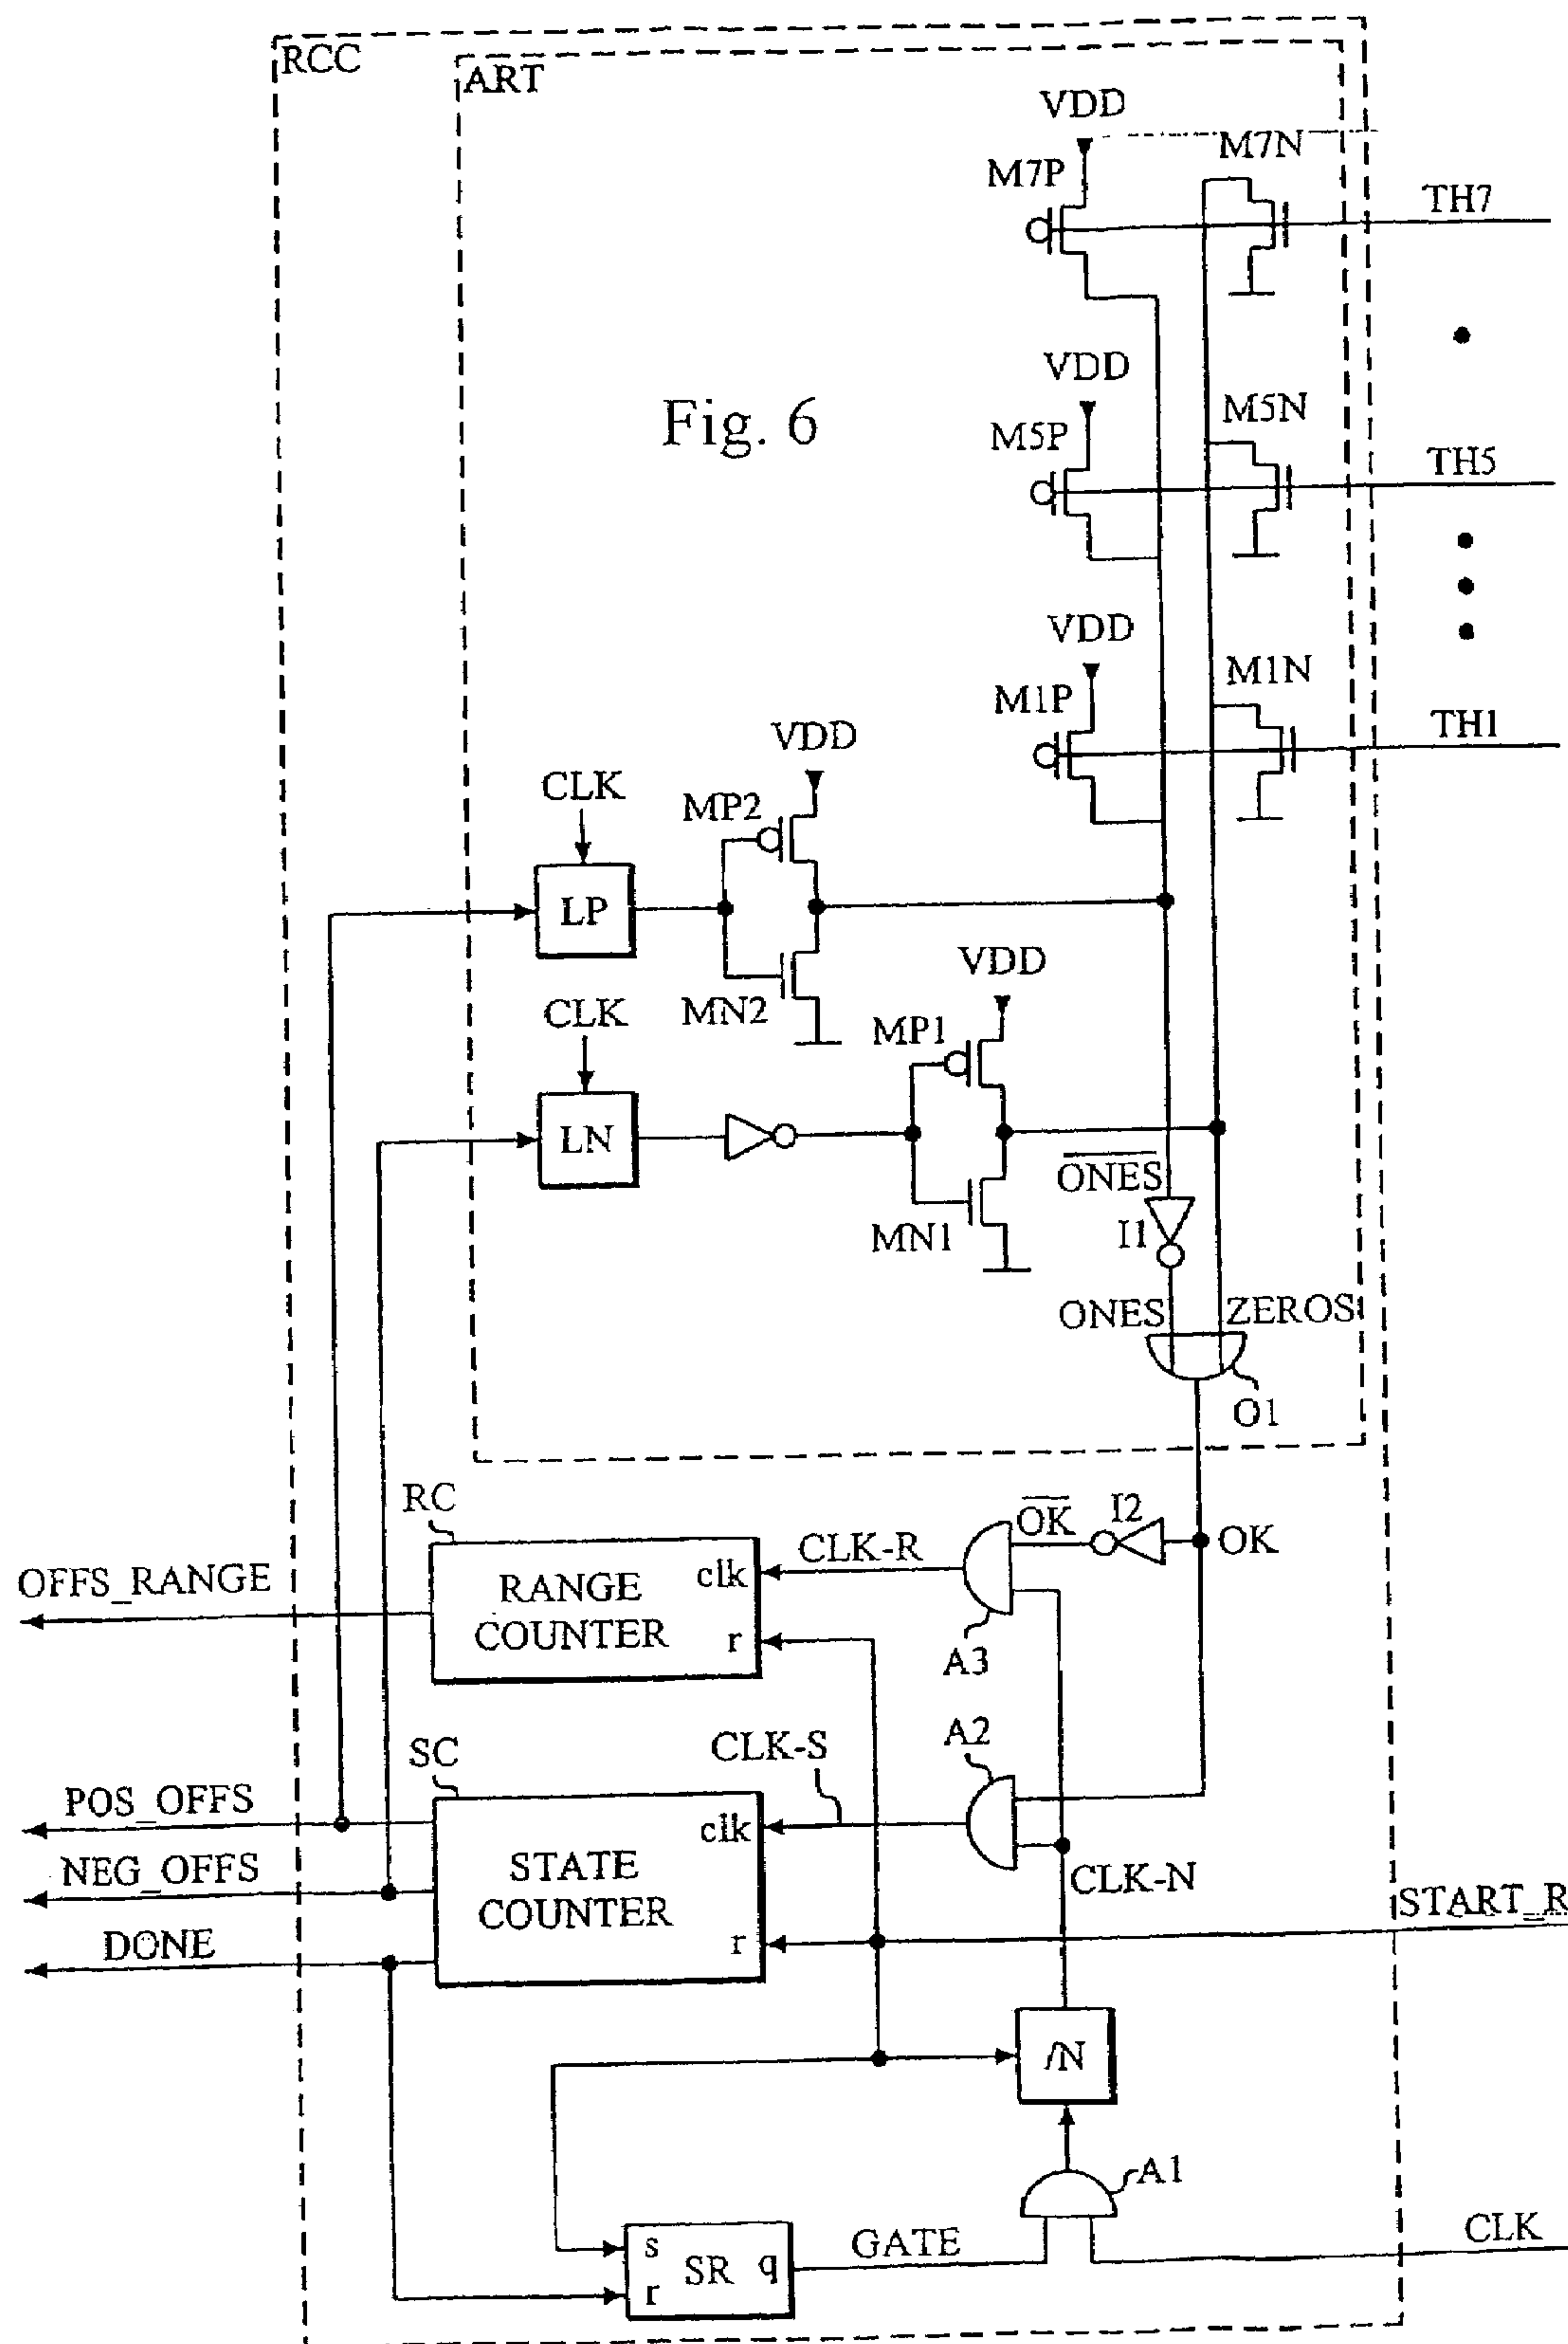 RCC
ART
VDD
M7N
M7P
TH7
VDD
Fig. 6
M5N
M5P
TH5
VDD
M1N
M1P
TH1
VDD
CLK
MP2
LP
VDD
CLK
MN2
MP1
LN
ONES
MN1
I1
ONES
ZEROS
O1
RC
OK
I2
OK
CLK-R
OFFS_RANGE
RANGE
COUNTER
clk
r
A3
A2
SC
CLK-S
POS_OFFS
NEG_OFFS
STATE
COUNTER
clk
r
CLK-N
START_R
DONE
/N
A1
s
SR
q
r
GATE
CLK